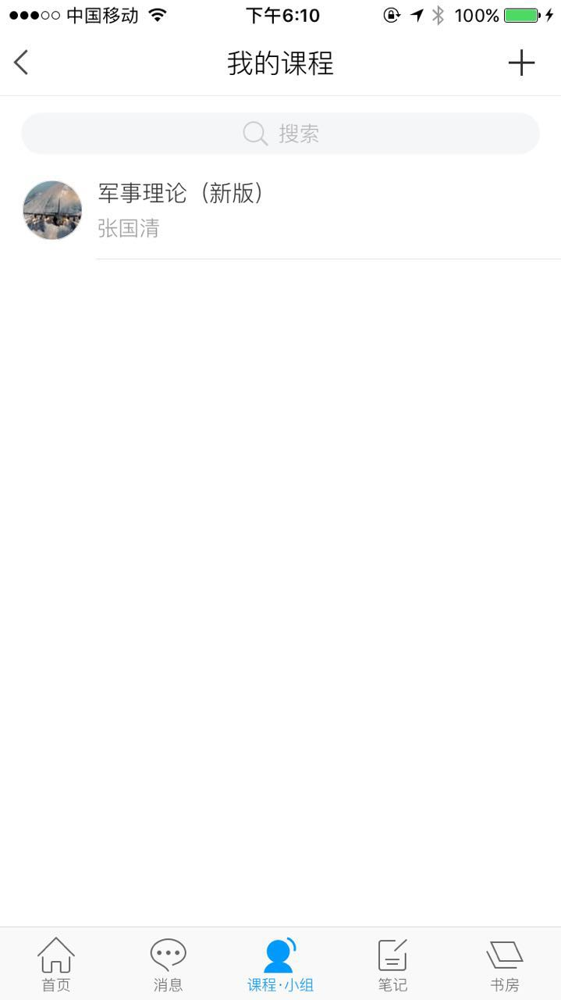 中国移动 下午6:10 100%
我的课程
搜索
军事理论（新版）
张国清
首页 消息 课程·小组 笔记 书房